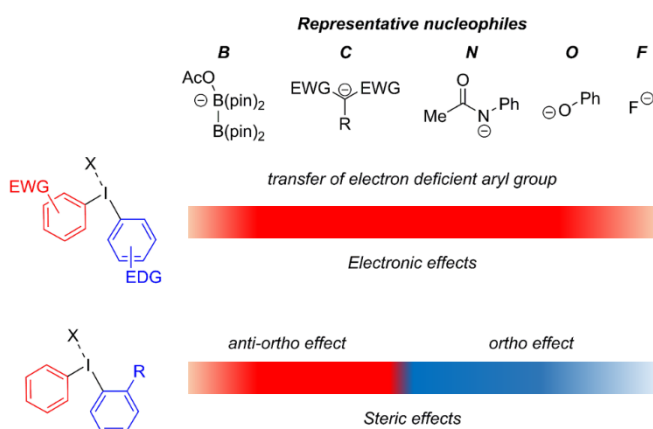 Representative nucleophiles
B C N O F
AcO
⊖ B(pin)2
B(pin)2
EWG ⊖ EWG
R
O
Me N Ph
⊖
⊖ O Ph
F ⊖
X
EWG
I
EDG
transfer of electron deficient aryl group
Electronic effects
X
I
R
anti-ortho effect ortho effect
Steric effects